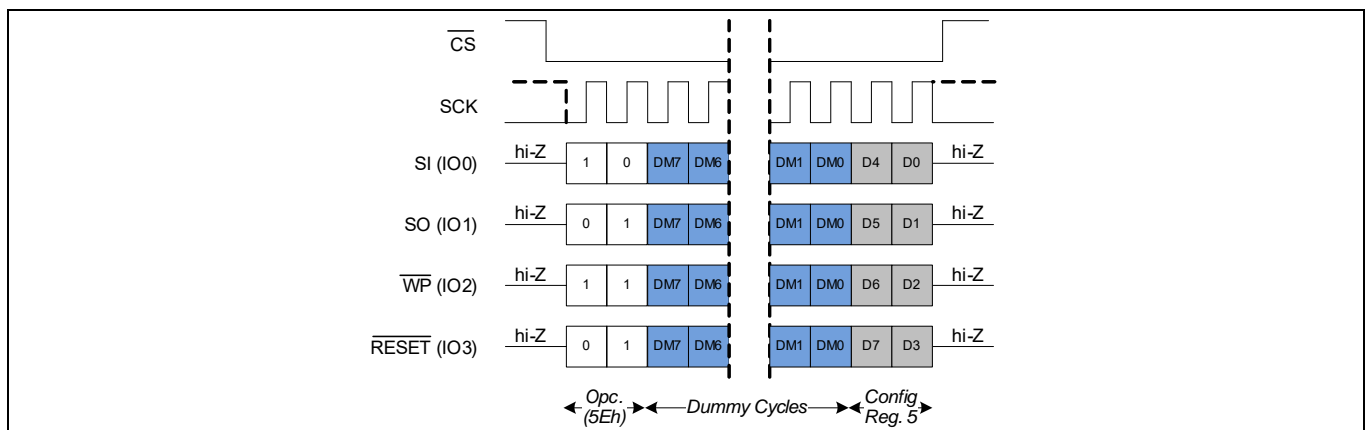 CS
SCK
SI (IO0) hi-Z 1 0 DM7 DM6 DM1 DM0 D4 D0 hi-Z
SO (IO1) hi-Z 0 1 DM7 DM6 DM1 DM0 D5 D1 hi-Z
WP (IO2) hi-Z 1 1 DM7 DM6 DM1 DM0 D6 D2 hi-Z
RESET (IO3) hi-Z 0 1 DM7 DM6 DM1 DM0 D7 D3 hi-Z
Opc. Dummy Cycles Config
(5Eh) Reg. 5